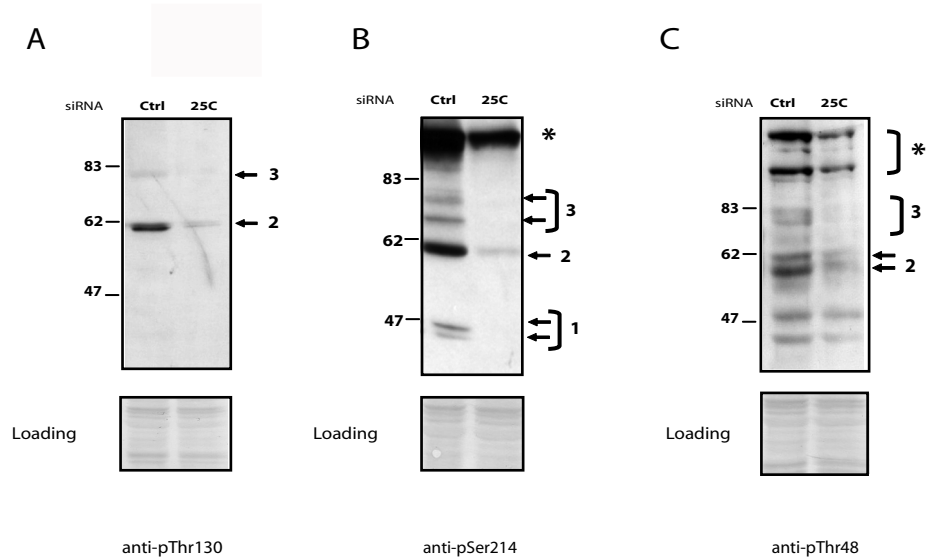 A
B
C
siRNA Ctrl 25C
siRNA Ctrl 25C
siRNA Ctrl 25C
83
62
47
3
2
83
62
47
*
3
2
1
83
62
47
*
3
2
Loading
Loading
Loading
anti-pThr130
anti-pSer214
anti-pThr48